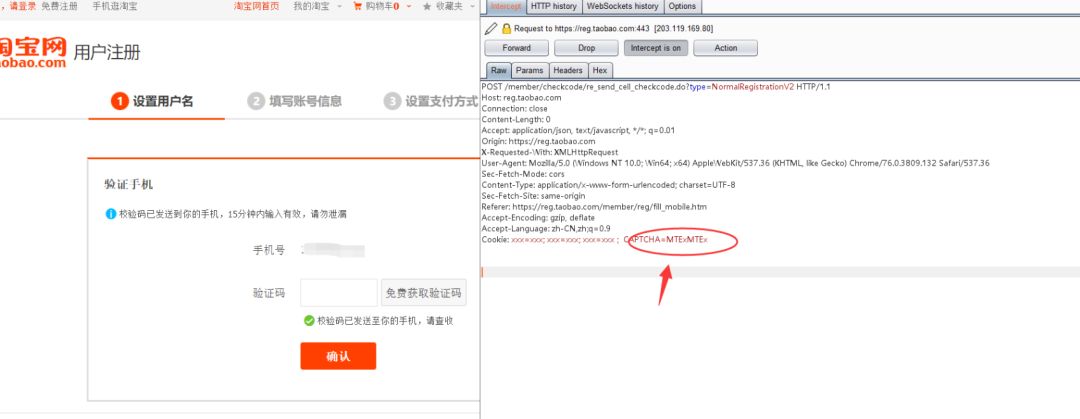 ，请登录 免费注册 手机逛淘宝 淘宝网首页 我的淘宝 购物车0 收藏夹
淘宝网
aobao.com
用户注册
1 设置用户名 2 填写账号信息 3 设置支付方式
验证手机
校验码已发送到你的手机，15分钟内输入有效，请勿泄漏
手机号
验证码 免费获取验证码
校验码已发送至你的手机，请查收
确认
Intercept HTTP history WebSockets history Options
Request to https://reg.taobao.com:443 [203.119.169.80]
Forward Drop Intercept is on Action
Raw Params Headers Hex
POST /member/checkcode/re_send_cell_checkcode.do?type=NormalRegistrationV2 HTTP/1.1
Host: reg.taobao.com
Connection: close
Content-Length: 0
Accept: application/json, text/javascript, */*; q=0.01
Origin: https://reg.taobao.com
X-Requested-With: XMLHttpRequest
User-Agent: Mozilla/5.0 (Windows NT 10.0; Win64; x64) AppleWebKit/537.36 (KHTML, like Gecko) Chrome/76.0.3809.132 Safari/537.36
Sec-Fetch-Mode: cors
Content-Type: application/x-www-form-urlencoded; charset=UTF-8
Sec-Fetch-Site: same-origin
Referer: https://reg.taobao.com/member/reg/fill_mobile.htm
Accept-Encoding: gzip, deflate
Accept-Language: zh-CN,zh;q=0.9
Cookie: xxx=xxx; xxx=xxx; xxx=xxx ; CAPTCHA=MTExMTEx